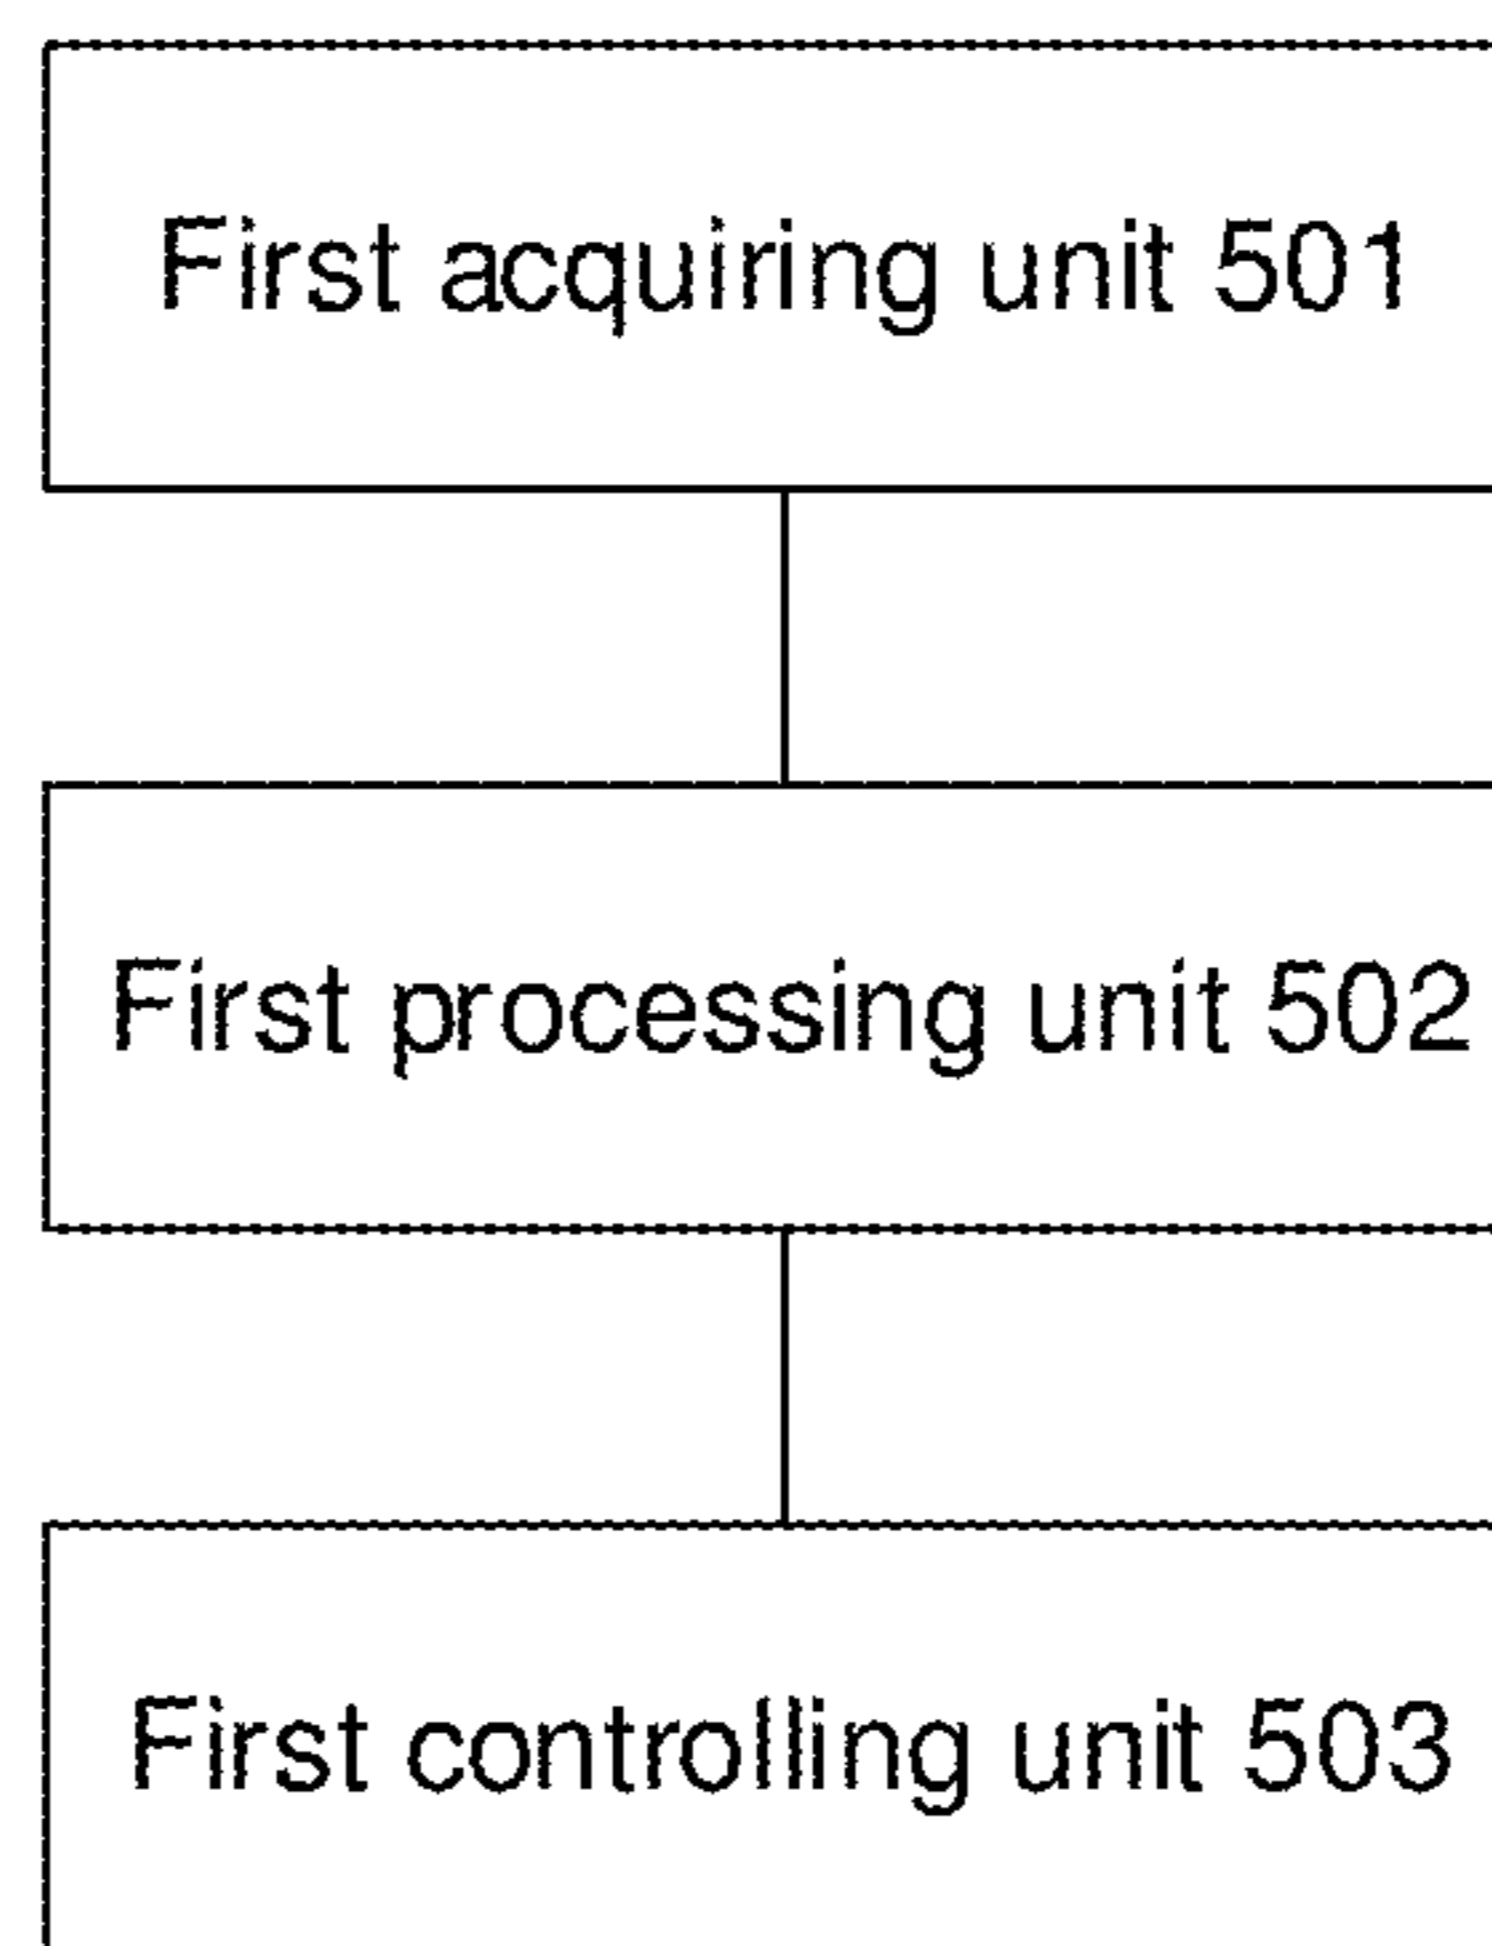 First acquiring unit 501
First processing unit 502
First controlling unit 503